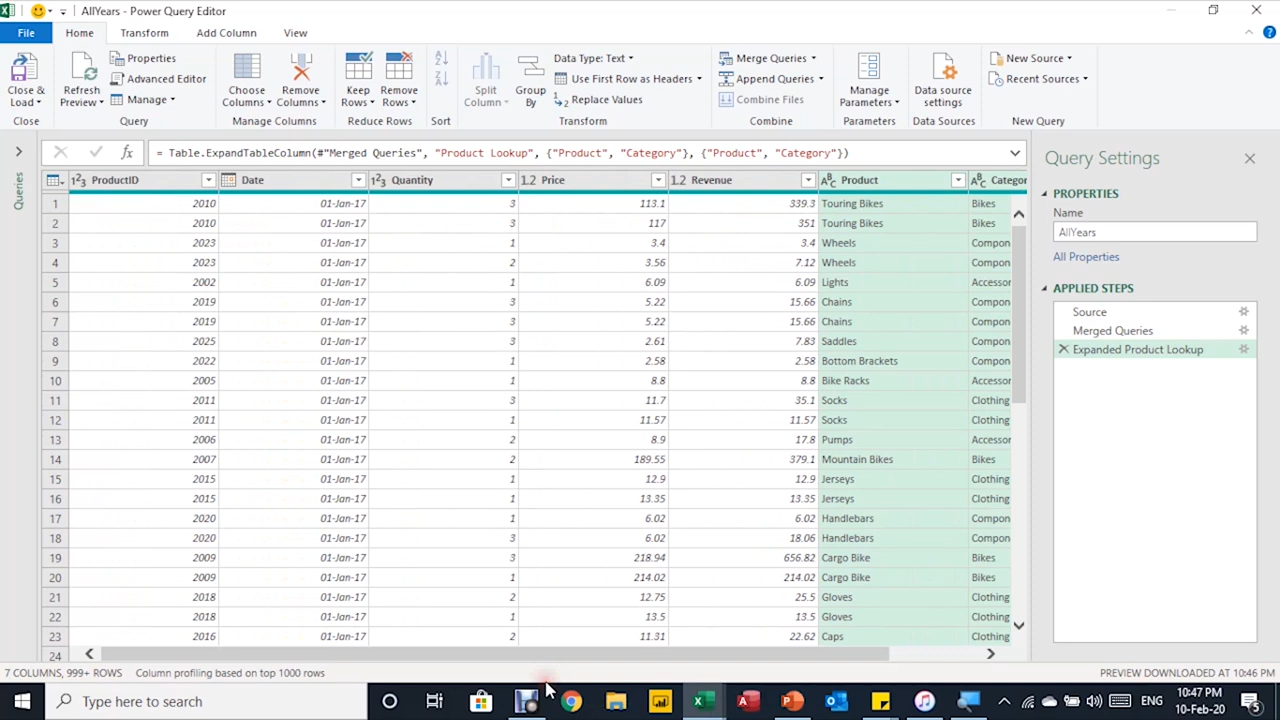 AllYears - Power Query Editor
File Home Transform Add Column View
Close & Load
Close
Refresh Preview
Properties
Advanced Editor
Manage
Query
Choose Columns
Remove Columns
Manage Columns
Keep Rows
Remove Rows
Reduce Rows
Sort
Split Column
Group By
Data Type: Text
Use First Row as Headers
Replace Values
Transform
Merge Queries
Append Queries
Combine Files
Combine
Manage Parameters
Parameters
Data source settings
Data Sources
New Source
Recent Sources
New Query
Queries
= Table.ExpandTableColumn(#"Merged Queries", "Product Lookup", {"Product", "Category"}, {"Product", "Category"})
ProductID Date Quantity Price Revenue Product Categor
1 2010 01-Jan-17 3 113.1 339.3 Touring Bikes Bikes
2 2010 01-Jan-17 3 117 351 Touring Bikes Bikes
3 2023 01-Jan-17 1 3.4 3.4 Wheels Compon
4 2023 01-Jan-17 2 3.56 7.12 Wheels Compon
5 2002 01-Jan-17 1 6.09 6.09 Lights Accessor
6 2019 01-Jan-17 3 5.22 15.66 Chains Compon
7 2019 01-Jan-17 3 5.22 15.66 Chains Compon
8 2025 01-Jan-17 3 2.61 7.83 Saddles Compon
9 2022 01-Jan-17 1 2.58 2.58 Bottom Brackets Compon
10 2005 01-Jan-17 1 8.8 8.8 Bike Racks Accessor
11 2011 01-Jan-17 3 11.7 35.1 Socks Clothing
12 2011 01-Jan-17 1 11.57 11.57 Socks Clothing
13 2006 01-Jan-17 2 8.9 17.8 Pumps Accessor
14 2007 01-Jan-17 2 189.55 379.1 Mountain Bikes Bikes
15 2015 01-Jan-17 1 12.9 12.9 Jerseys Clothing
16 2015 01-Jan-17 1 13.35 13.35 Jerseys Clothing
17 2020 01-Jan-17 1 6.02 6.02 Handlebars Compon
18 2020 01-Jan-17 3 6.02 18.06 Handlebars Compon
19 2009 01-Jan-17 3 218.94 656.82 Cargo Bike Bikes
20 2009 01-Jan-17 1 214.02 214.02 Cargo Bike Bikes
21 2018 01-Jan-17 2 12.75 25.5 Gloves Clothing
22 2018 01-Jan-17 1 13.5 13.5 Gloves Clothing
23 2016 01-Jan-17 2 11.31 22.62 Caps Clothing
24
Query Settings
PROPERTIES
Name
AllYears
All Properties
APPLIED STEPS
Source
Merged Queries
Expanded Product Lookup
7 COLUMNS, 999+ ROWS Column profiling based on top 1000 rows PREVIEW DOWNLOADED AT 10:46 PM
Type here to search
ENG
10:47 PM
10-Feb-20
5